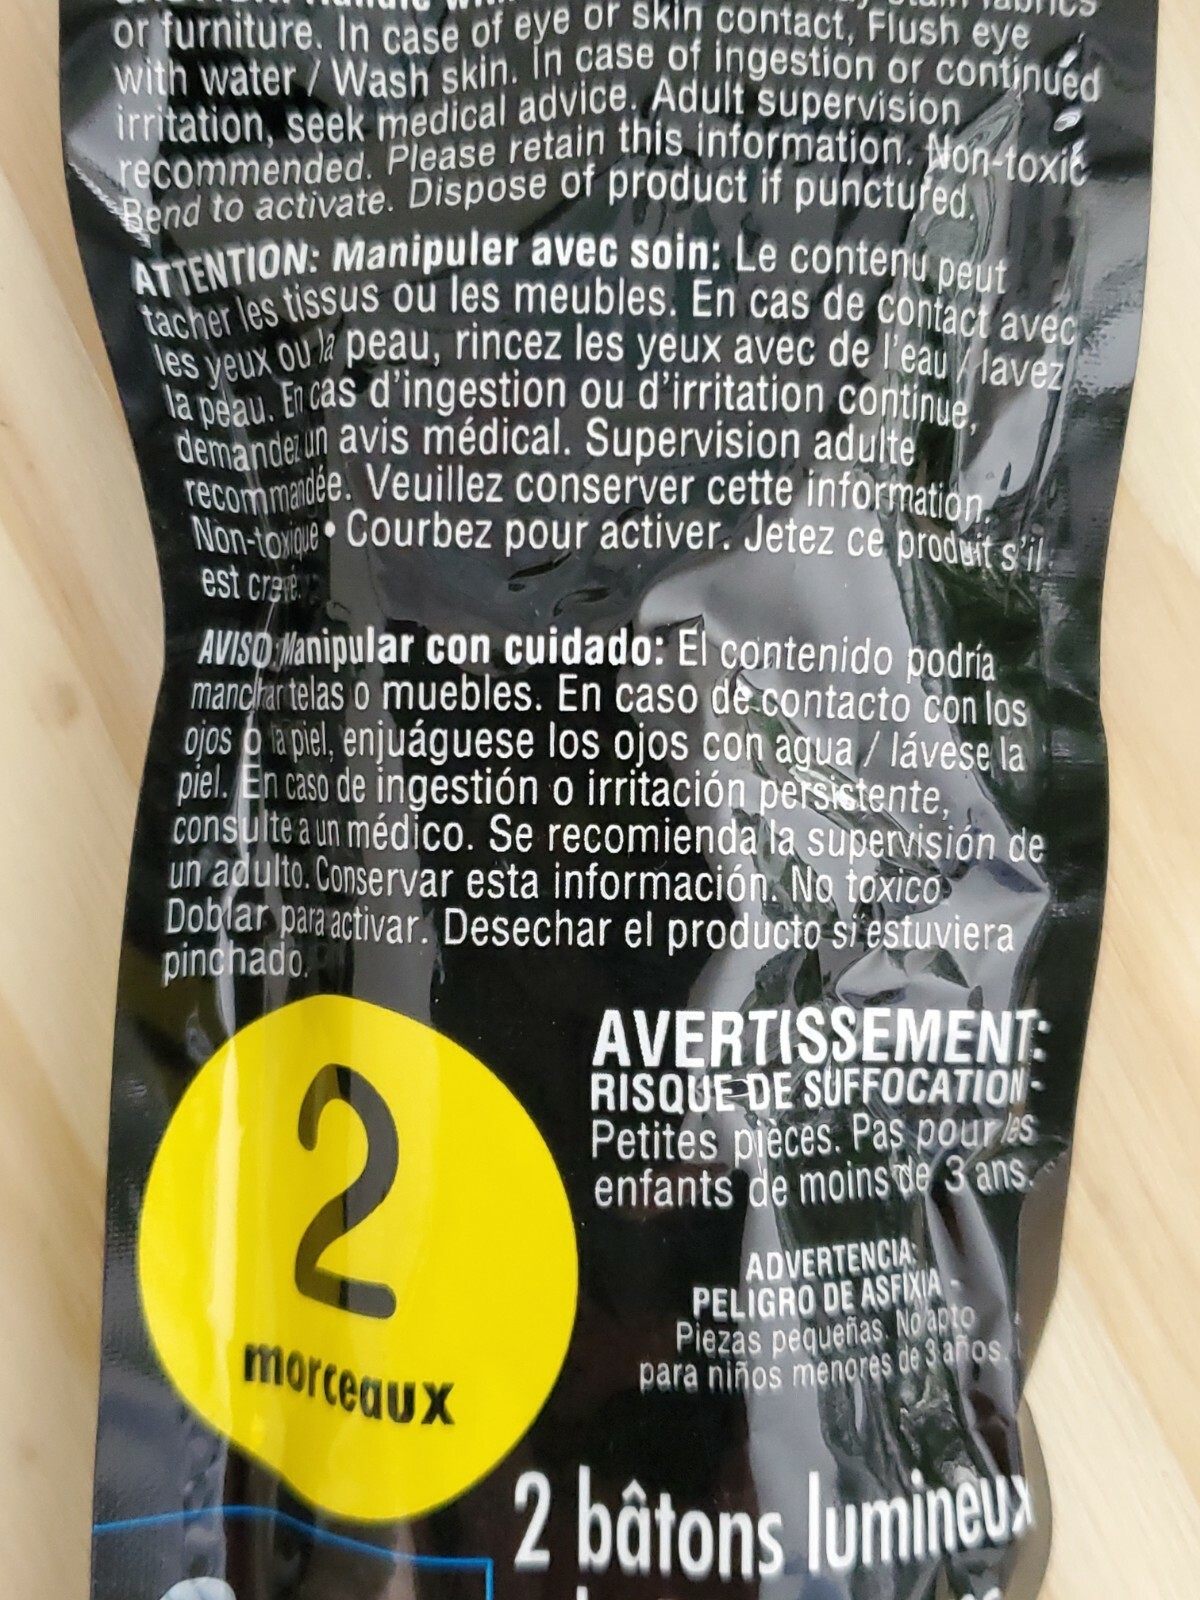 or furniture. In case of eye or skin contact, Flush eye
with water / Wash skin. In case of ingestion or continued
irritation, seek medical advice. Adult supervision
recommended. Please retain this information. Non-toxic
Bend to activate. Dispose of product if punctured.
ATTENTION: Manipuler avec soin: Le contenu peut
tacher les tissus ou les meubles. En cas de contact avec
les yeux ou la peau, rincez les yeux avec de l'eau / lavez
la peau. En cas d'ingestion ou d'irritation continue,
demandez un avis médical. Supervision adulte
recommandée. Veuillez conserver cette information.
Non-toxique • Courbez pour activer. Jetez ce produit s'il
est crevé.
AVISO: Manipular con cuidado: El contenido podría
manchar telas o muebles. En caso de contacto con los
ojos o la piel, enjuáguese los ojos con agua / lávese la
piel. En caso de ingestión o irritación persistente,
consulte a un médico. Se recomienda la supervisión de
un adulto. Conservar esta información. No toxico
Doblar para activar. Desechar el producto si estuviera
pinchado.
2
morceaux
AVERTISSEMENT:
RISQUE DE SUFFOCATION -
Petites pièces. Pas pour les
enfants de moins de 3 ans.
ADVERTENCIA:
PELIGRO DE ASFIXIA -
Piezas pequeñas. No apto
para niños menores de 3 años.
2 bâtons lumineux